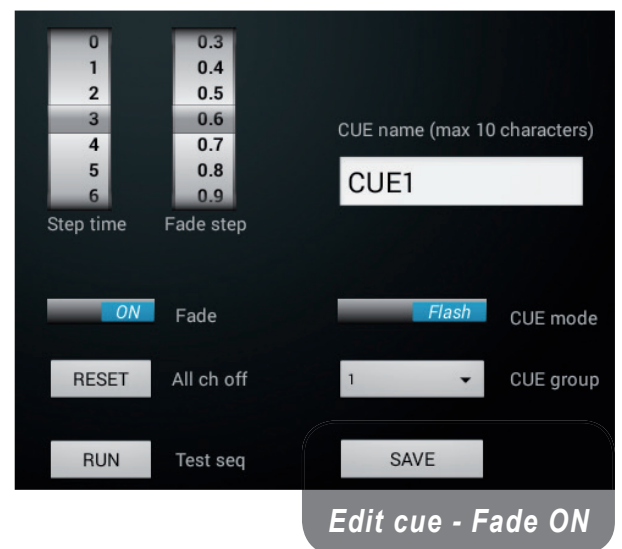 0
1
2
3
4
5
6
Step time
0.3
0.4
0.5
0.6
0.7
0.8
0.9
Fade step
CUE name (max 10 characters)
CUE1
ON Fade
Flash CUE mode
RESET All ch off
1 CUE group
RUN Test seq
SAVE
Edit cue - Fade ON